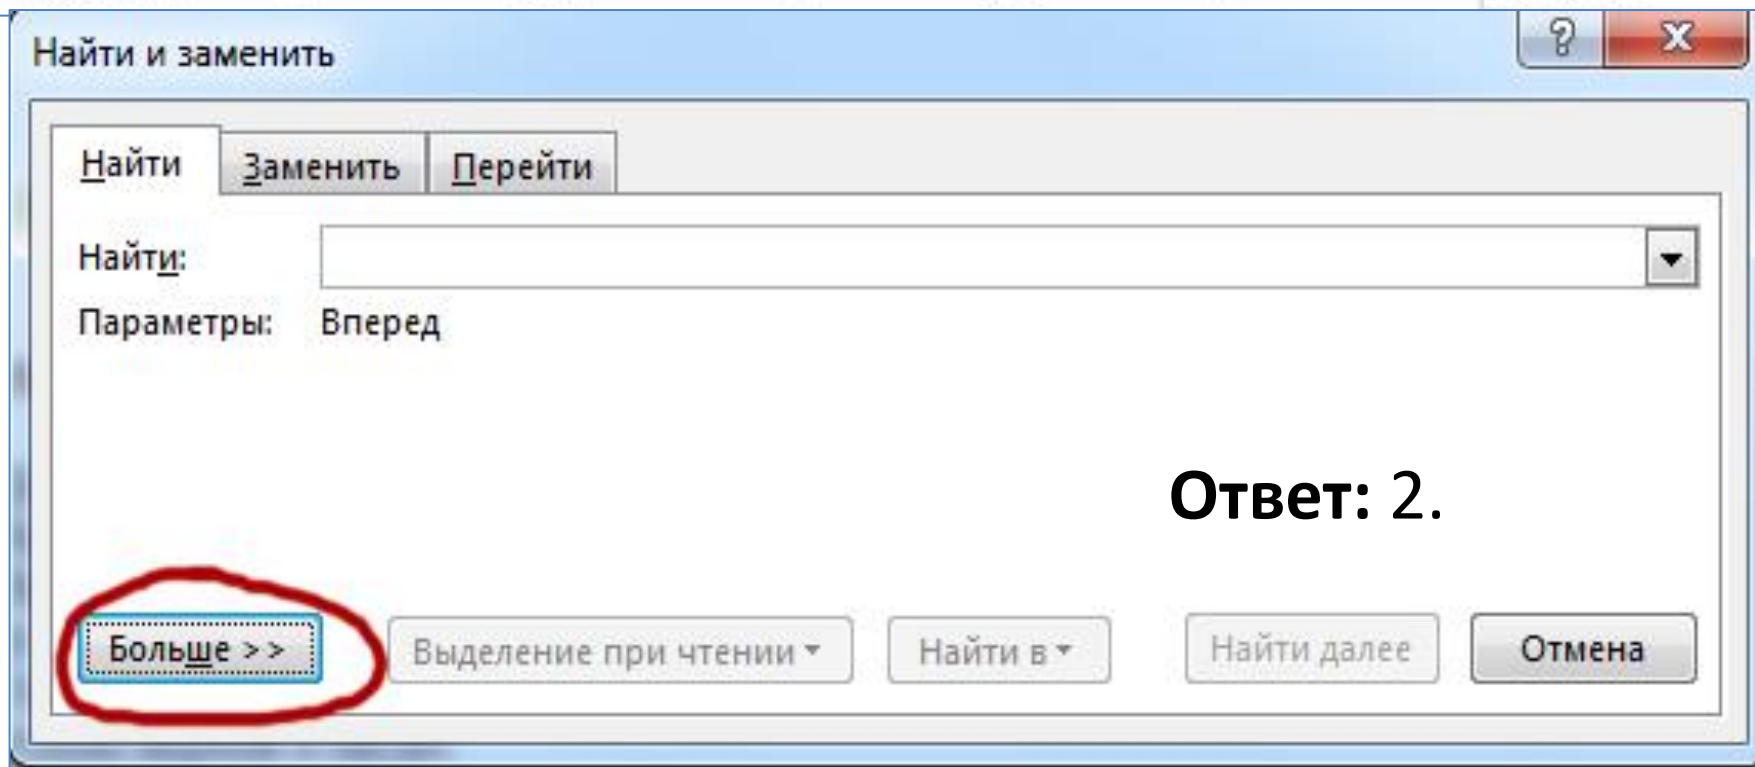 Найти и заменить
Найти Заменить Перейти
Найти:
Параметры: Вперед
Ответ: 2.
Больше >> Выделение при чтении Найти в Найти далее Отмена